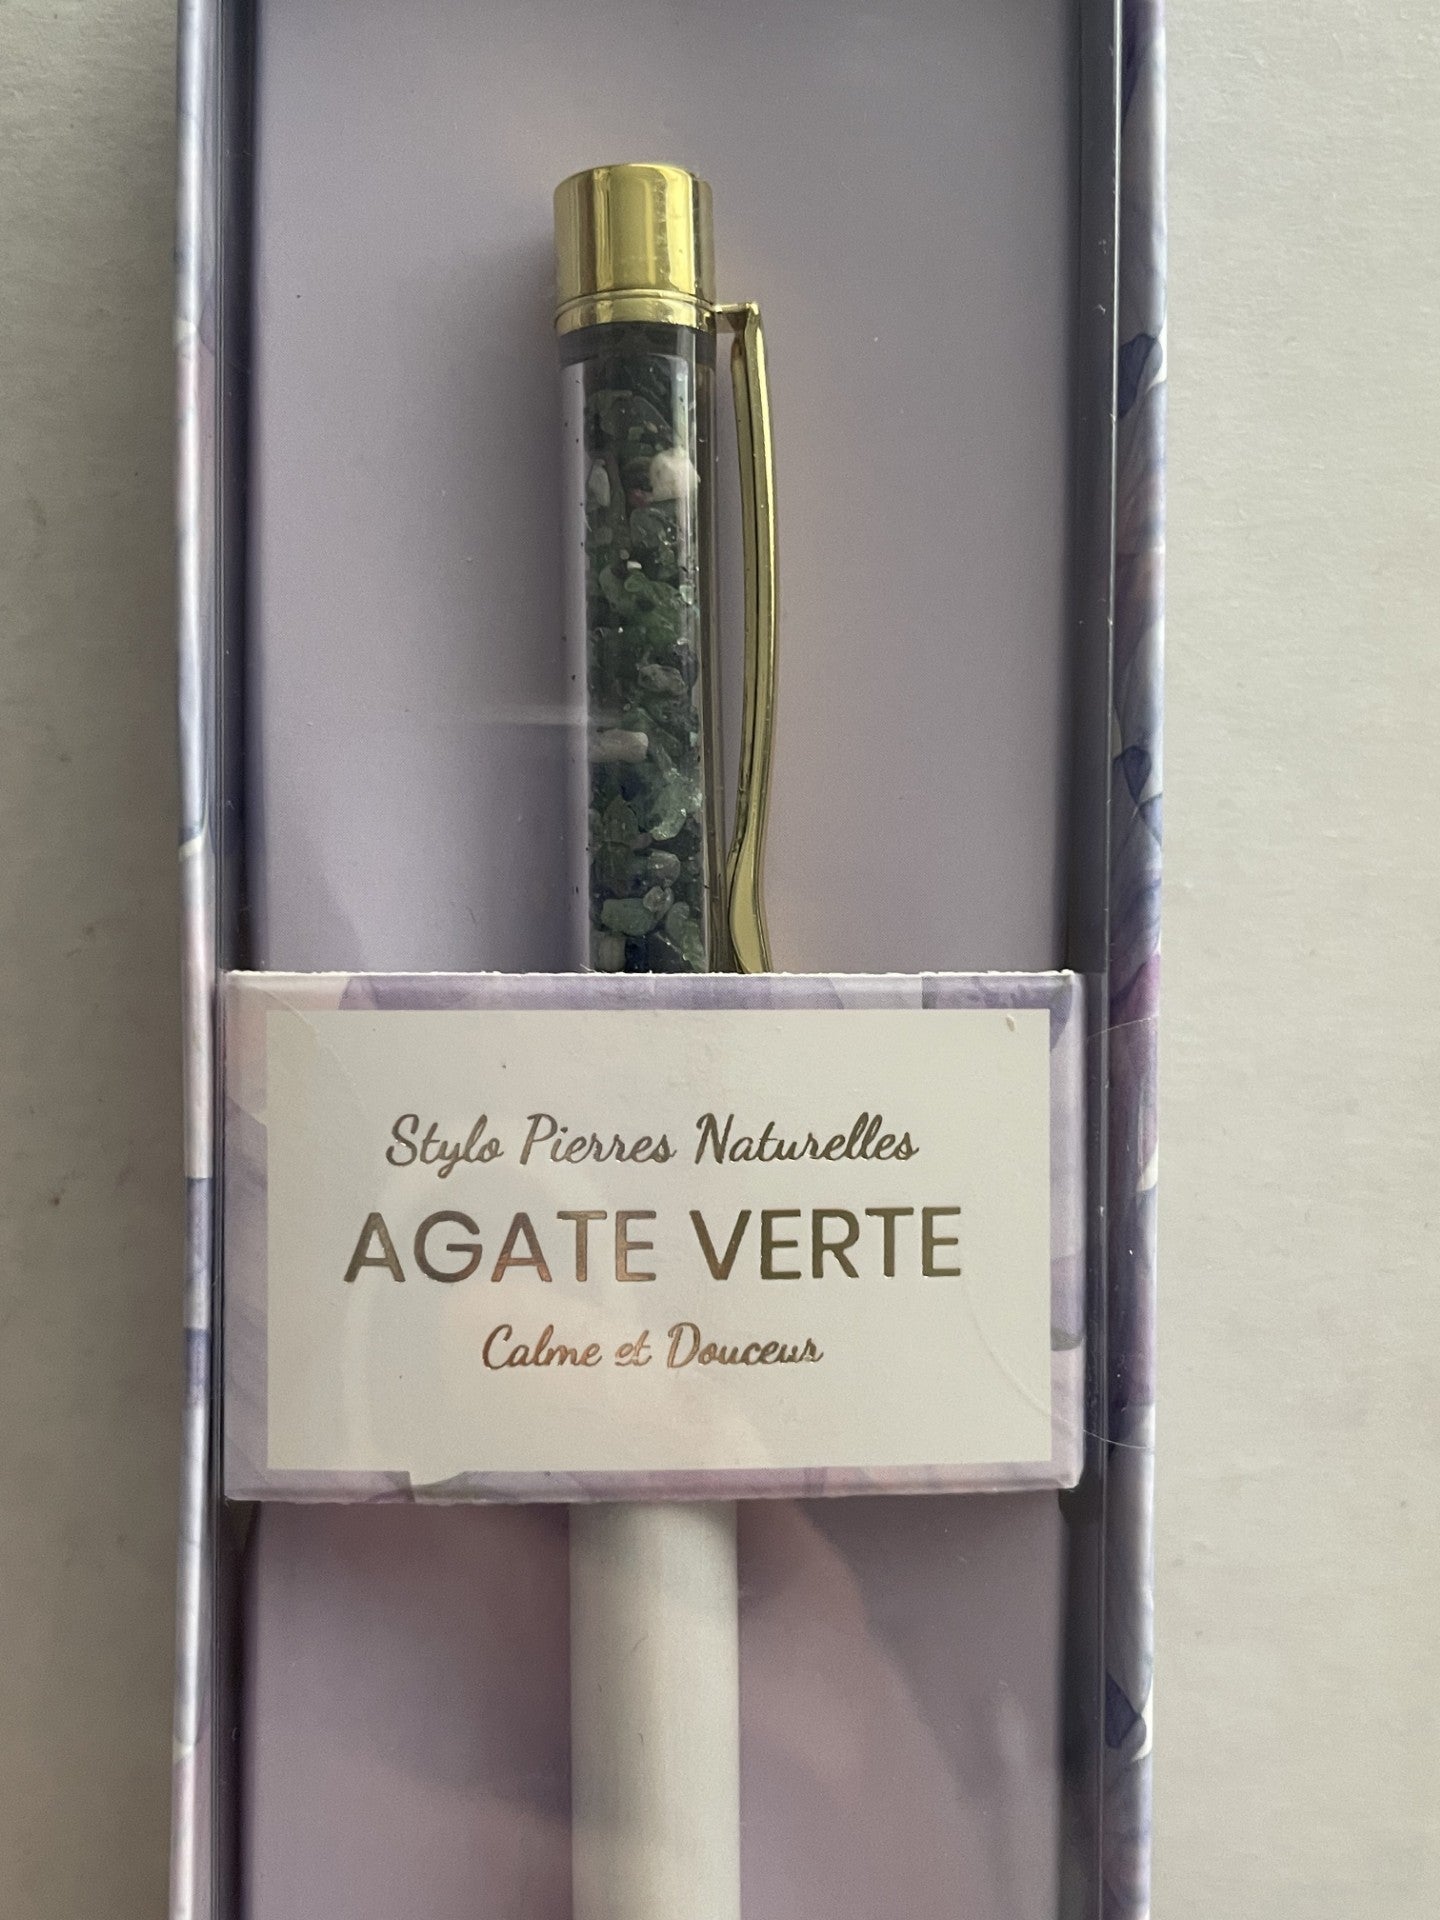 Stylo Pierres Naturelles
AGATE VERTE
Calme et Douceur